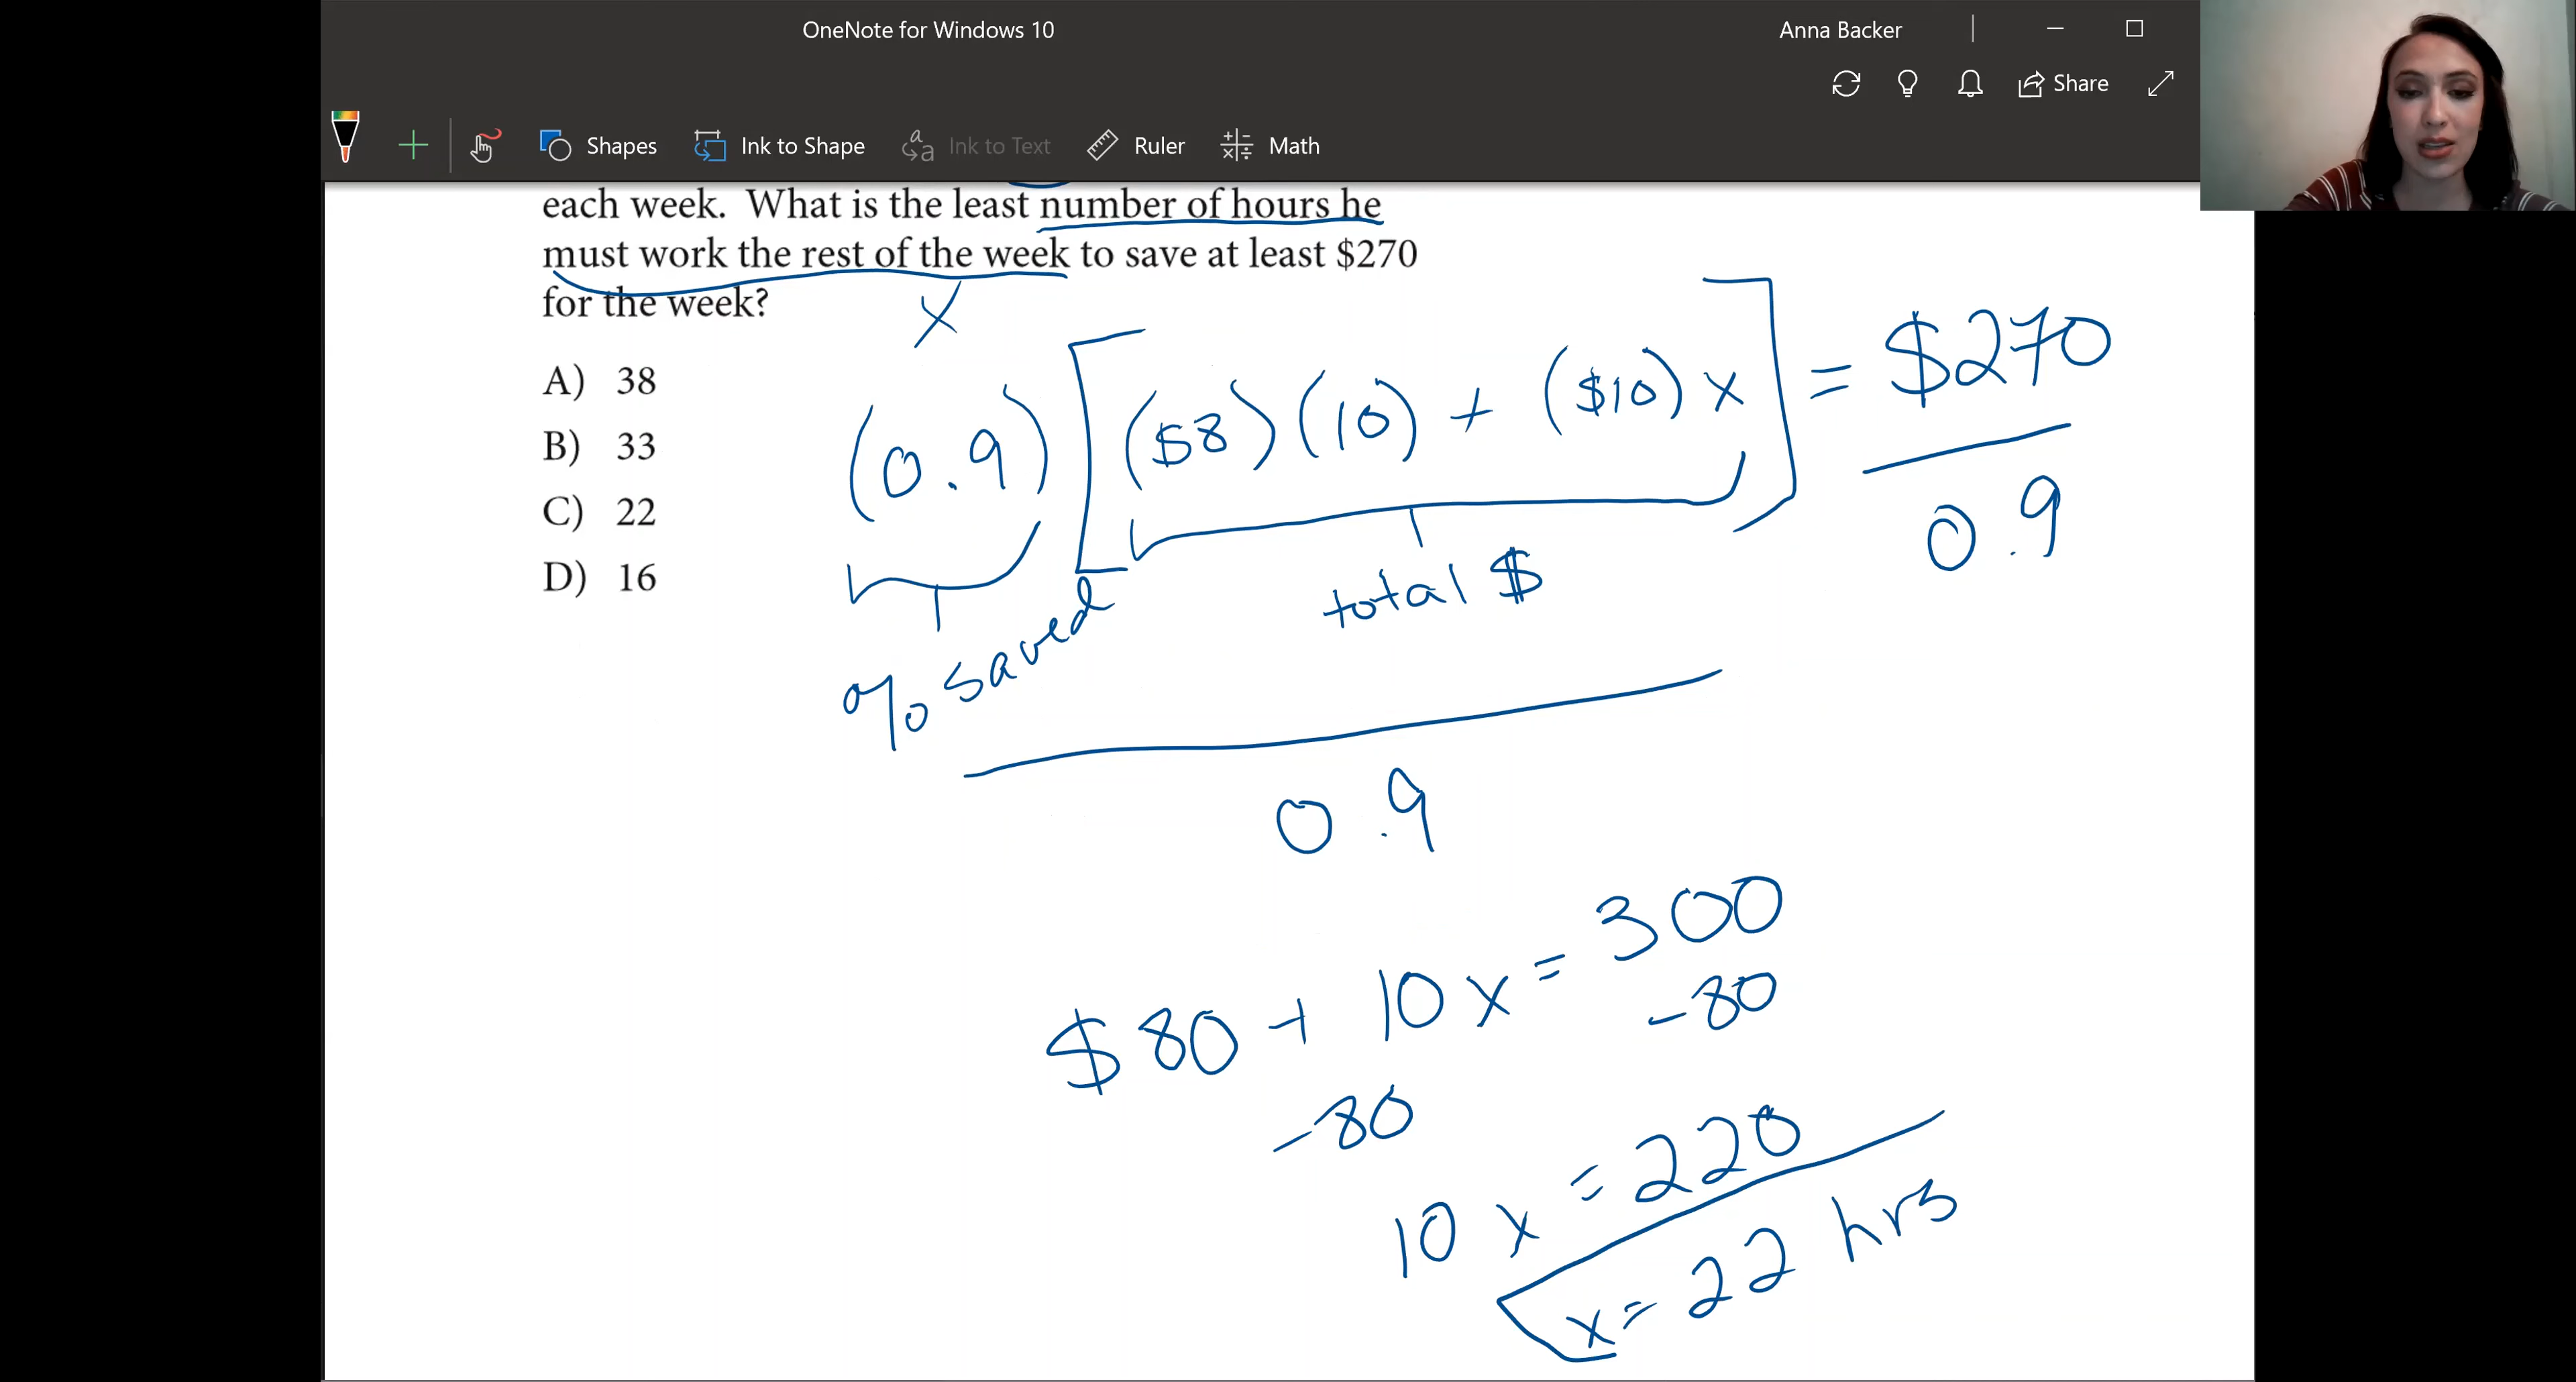 OneNote for Windows 10
Anna Backer
Share
Shapes Ink to Shape Ink to Text Ruler Math
each week. What is the least number of hours he
must work the rest of the week to save at least $270
for the week?
x
A) 38
B) 33
C) 22
D) 16
(0.9) [($8)(10) + ($10)x] = $270
0.9
% saved
total $
0.9
$80 + 10x = 300
-80
-80
10x = 220
x = 22 hrs